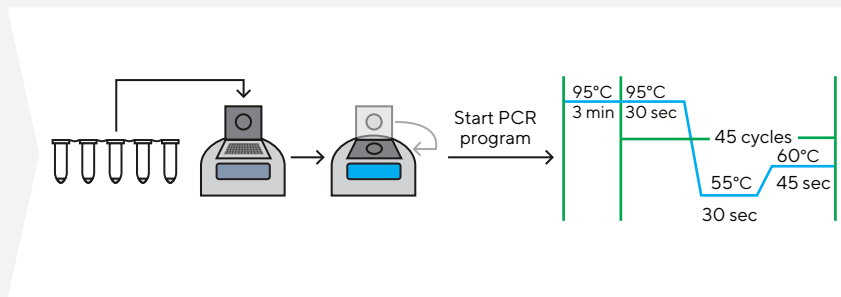 Start PCR
program
95°C
3 min
95°C
30 sec
45 cycles
55°C
30 sec
60°C
45 sec